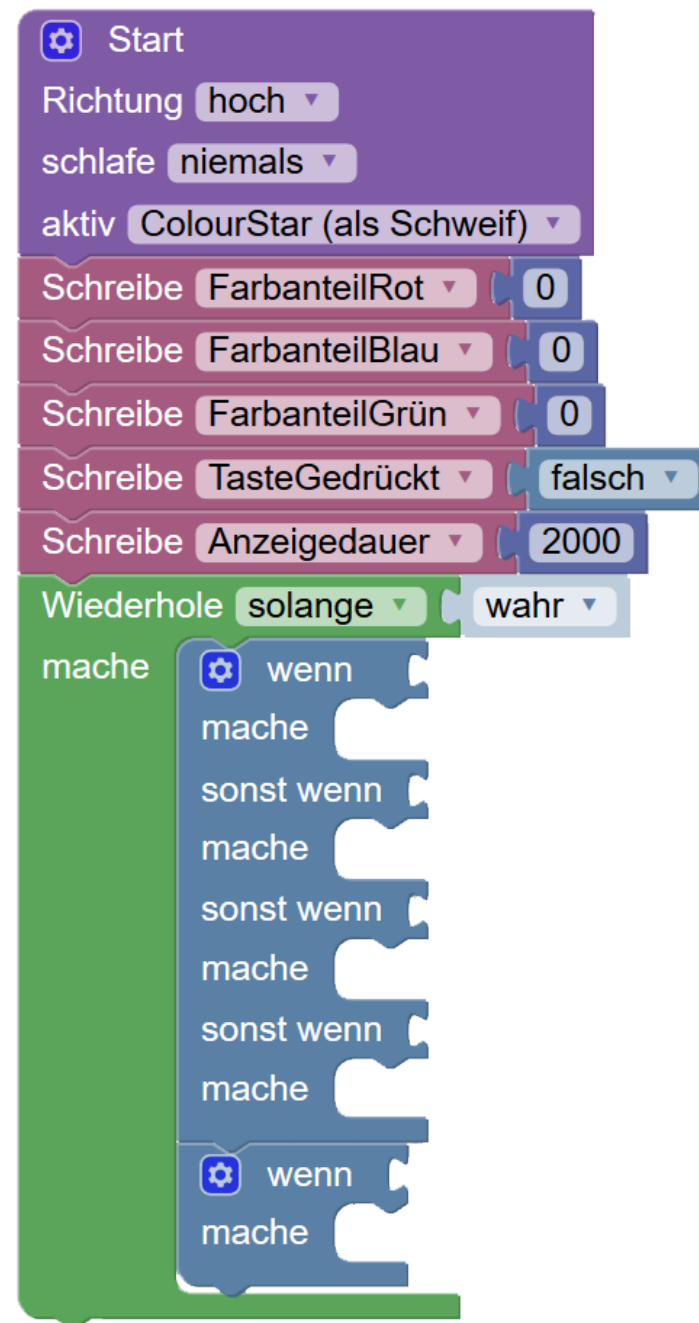 Start
Richtung hoch
schlafe niemals
aktiv ColourStar (als Schweif)
Schreibe FarbanteilRot 0
Schreibe FarbanteilBlau 0
Schreibe FarbanteilGrün 0
Schreibe TasteGedrückt falsch
Schreibe Anzeigedauer 2000
Wiederhole solange wahr
mache wenn
mache
sonst wenn
mache
sonst wenn
mache
sonst wenn
mache
wenn
mache